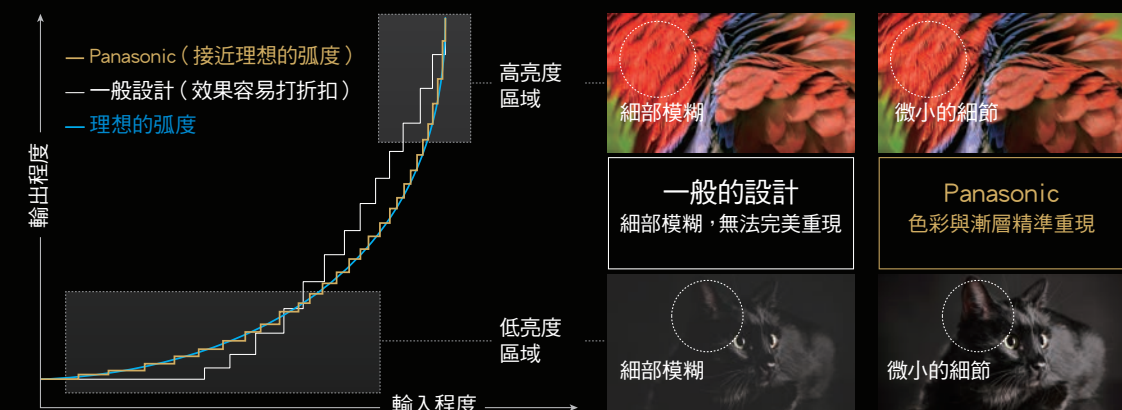 Panasonic（接近理想的弧度）
一般設計（效果容易打折扣）
理想的弧度
輸出程度
輸入程度
高亮度
區域
低亮度
區域
細部模糊
微小的細節
一般的設計
細部模糊，無法完美重現
Panasonic
色彩與漸層精準重現
細部模糊
微小的細節